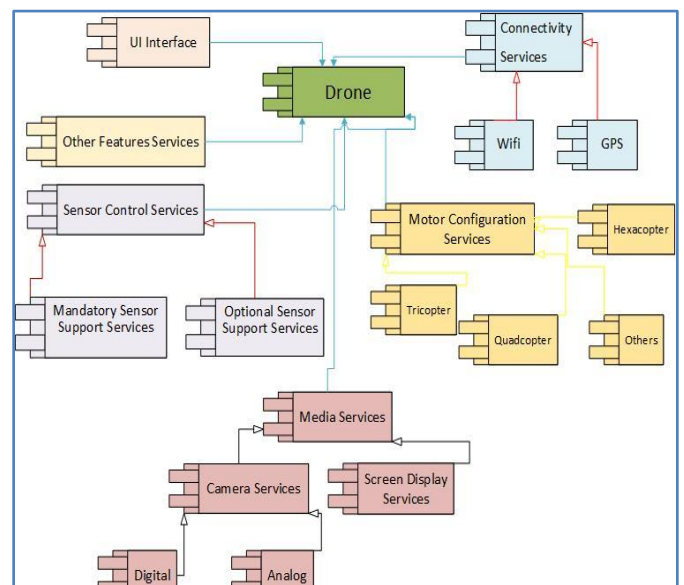 UI Interface
Connectivity
Services
Drone
Other Features Services
Wifi
GPS
Sensor Control Services
Motor Configuration
Services
Hexacopter
Mandatory Sensor
Support Services
Optional Sensor
Support Services
Tricopter
Quadcopter
Others
Media Services
Camera Services
Screen Display
Services
Digital
Analog